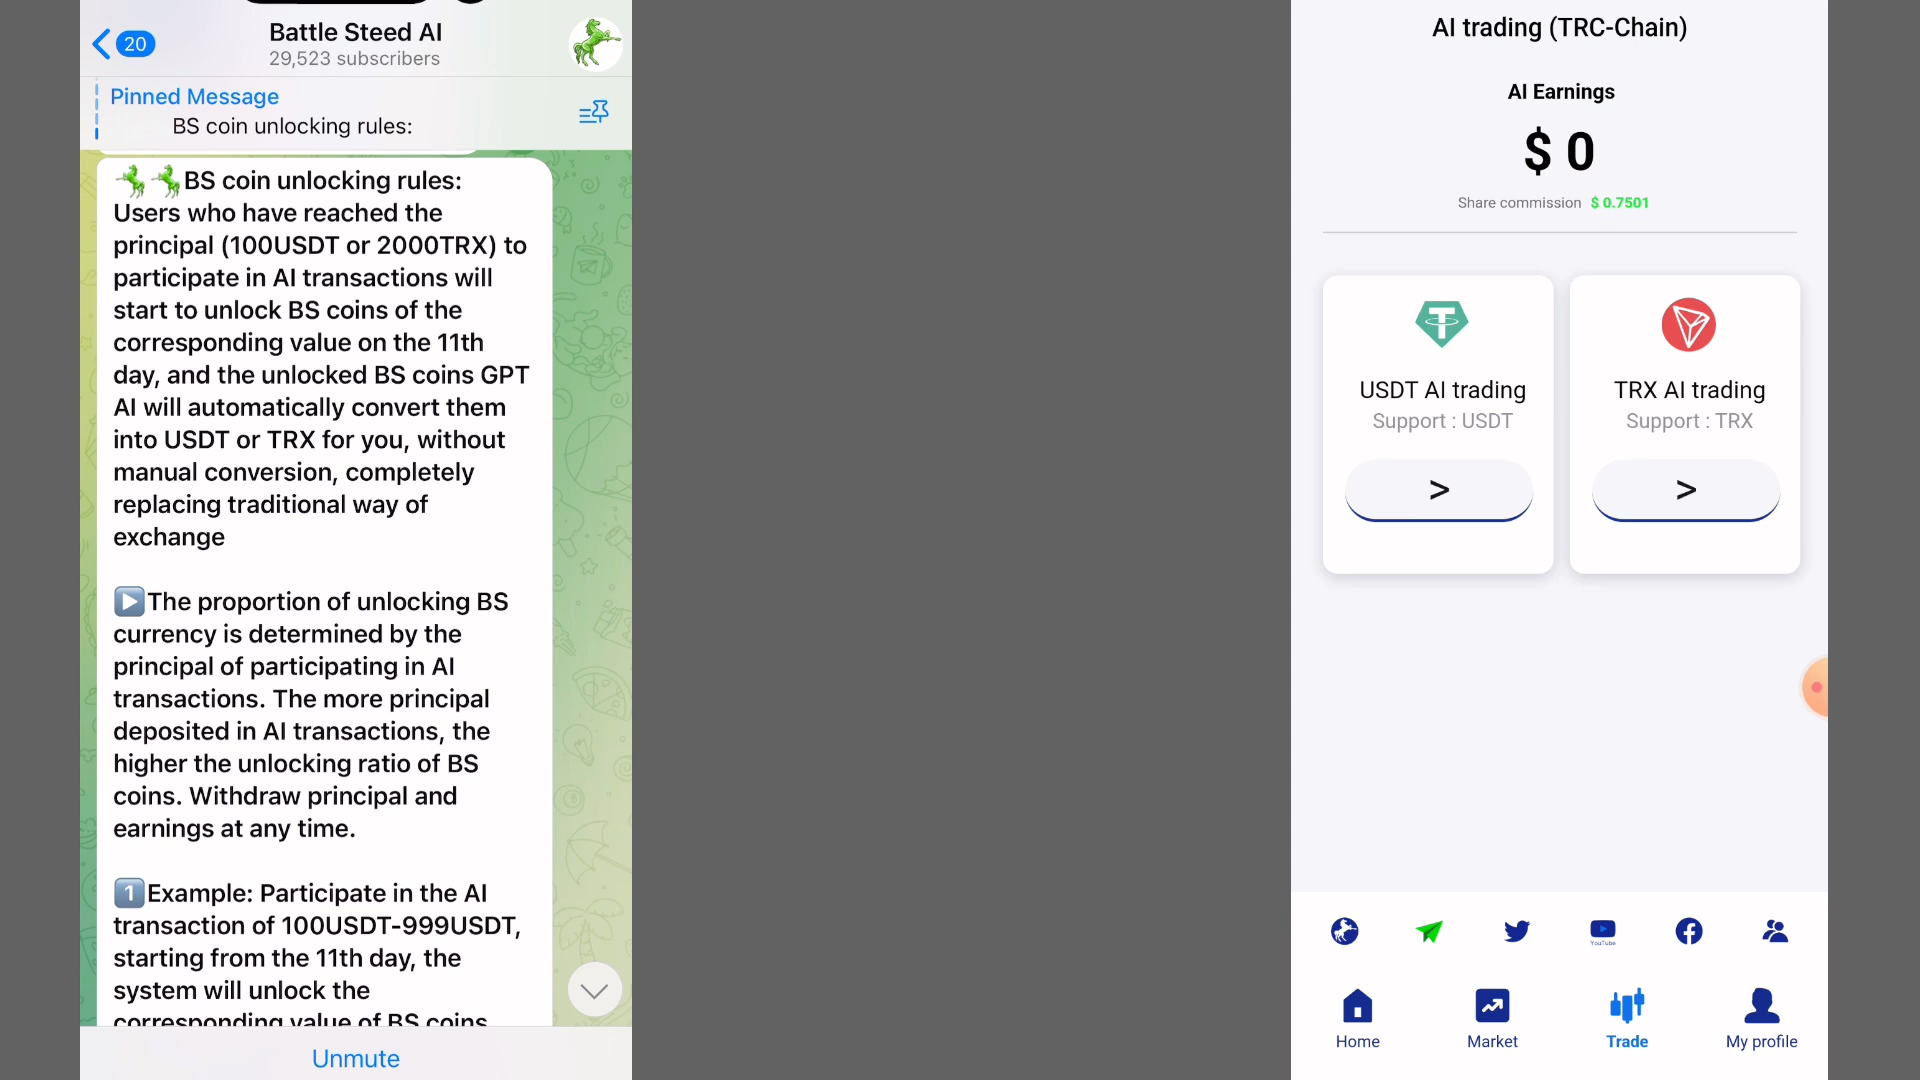 20
Battle Steed AI
29,523 subscribers
Pinned Message
BS coin unlocking rules:
BS coin unlocking rules:
Users who have reached the
principal (100USDT or 2000TRX) to
participate in AI transactions will
start to unlock BS coins of the
corresponding value on the 11th
day, and the unlocked BS coins GPT
AI will automatically convert them
into USDT or TRX for you, without
manual conversion, completely
replacing traditional way of
exchange
The proportion of unlocking BS
currency is determined by the
principal of participating in AI
transactions. The more principal
deposited in AI transactions, the
higher the unlocking ratio of BS
coins. Withdraw principal and
earnings at any time.
1 Example: Participate in the AI
transaction of 100USDT-999USDT,
starting from the 11th day, the
system will unlock the
corresponding value of BS coins
Unmute
AI trading (TRC-Chain)
AI Earnings
$ 0
Share commission $ 0.7501
USDT AI trading
Support : USDT
>
TRX AI trading
Support : TRX
>
YouTube
Home
Market
Trade
My profile